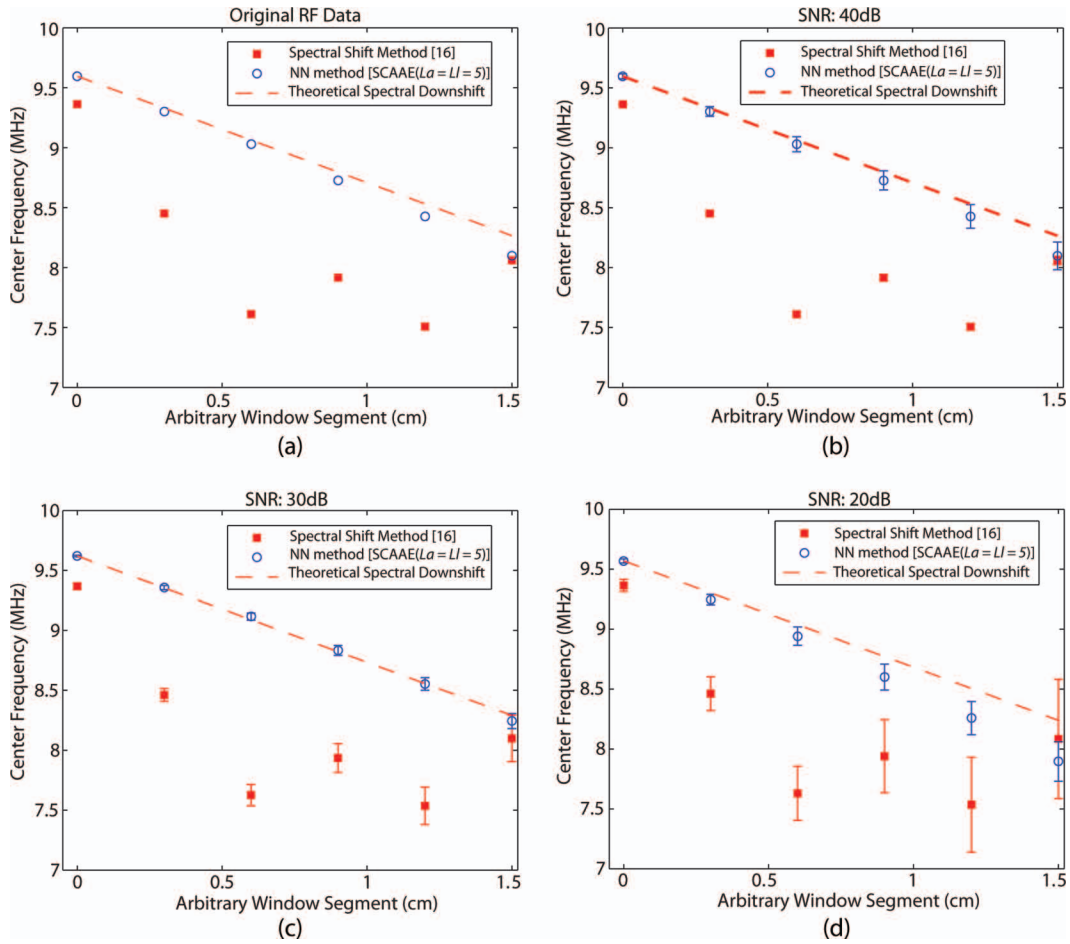 Original RF Data
Spectral Shift Method [16]
NN method [SCAAE(La = Ll = 5)]
Theoretical Spectral Downshift
Center Frequency (MHz)
10
9.5
9
8.5
8
7.5
7
0
0.5
1
1.5
Arbitrary Window Segment (cm)
(a)
SNR: 40dB
Spectral Shift Method [16]
NN method [SCAAE(La = Ll = 5)]
Theoretical Spectral Downshift
Center Frequency (MHz)
10
9.5
9
8.5
8
7.5
7
0
0.5
1
1.5
Arbitrary Window Segment (cm)
(b)
SNR: 30dB
Spectral Shift Method [16]
NN method [SCAAE(La = Ll = 5)]
Theoretical Spectral Downshift
Center Frequency (MHz)
10
9.5
9
8.5
8
7.5
7
0
0.5
1
1.5
Arbitrary Window Segment (cm)
(c)
SNR: 20dB
Spectral Shift Method [16]
NN method [SCAAE(La = Ll = 5)]
Theoretical Spectral Downshift
Center Frequency (MHz)
10
9.5
9
8.5
8
7.5
7
0
0.5
1
1.5
Arbitrary Window Segment (cm)
(d)